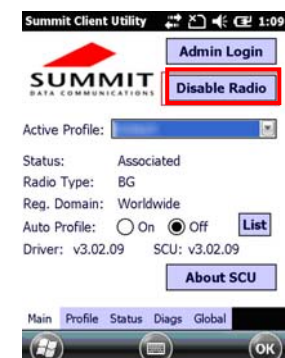 Summit Client Utility 1:09
Admin Login
SUMMIT
DATA COMMUNICATIONS
Disable Radio
Active Profile:
Status: Associated
Radio Type: BG
Reg. Domain: Worldwide
Auto Profile: On Off List
Driver: v3.02.09 SCU: v3.02.09
About SCU
Main Profile Status Diags Global
OK